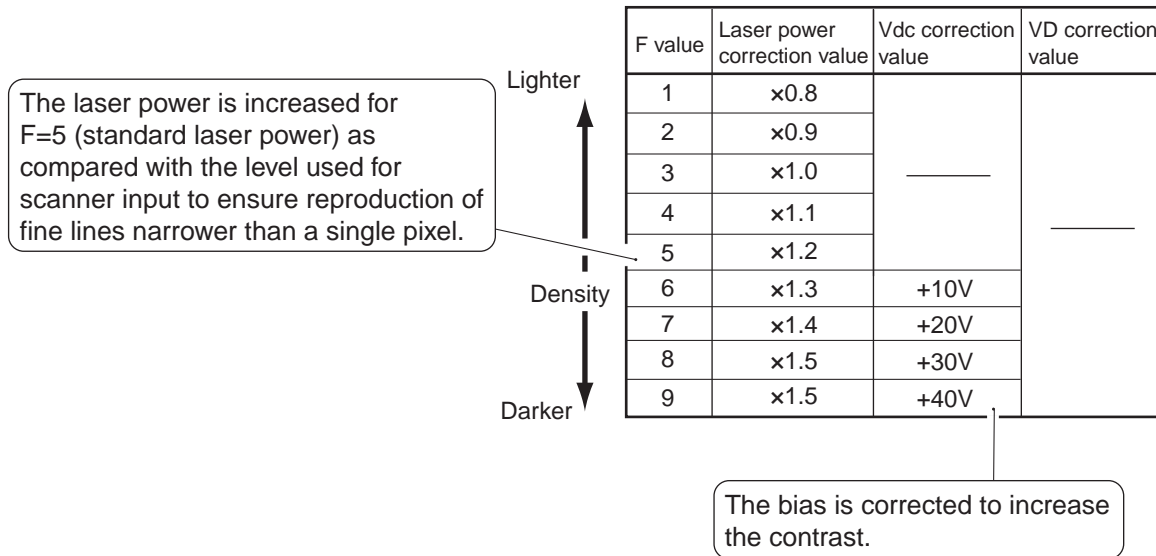 F value Laser power correction value Vdc correction value VD correction value
Lighter
The laser power is increased for
F=5 (standard laser power) as
compared with the level used for
scanner input to ensure reproduction of
fine lines narrower than a single pixel.
Density
Darker
1 ×0.8
2 ×0.9
3 ×1.0
4 ×1.1
5 ×1.2
6 ×1.3 +10V
7 ×1.4 +20V
8 ×1.5 +30V
9 ×1.5 +40V
The bias is corrected to increase
the contrast.